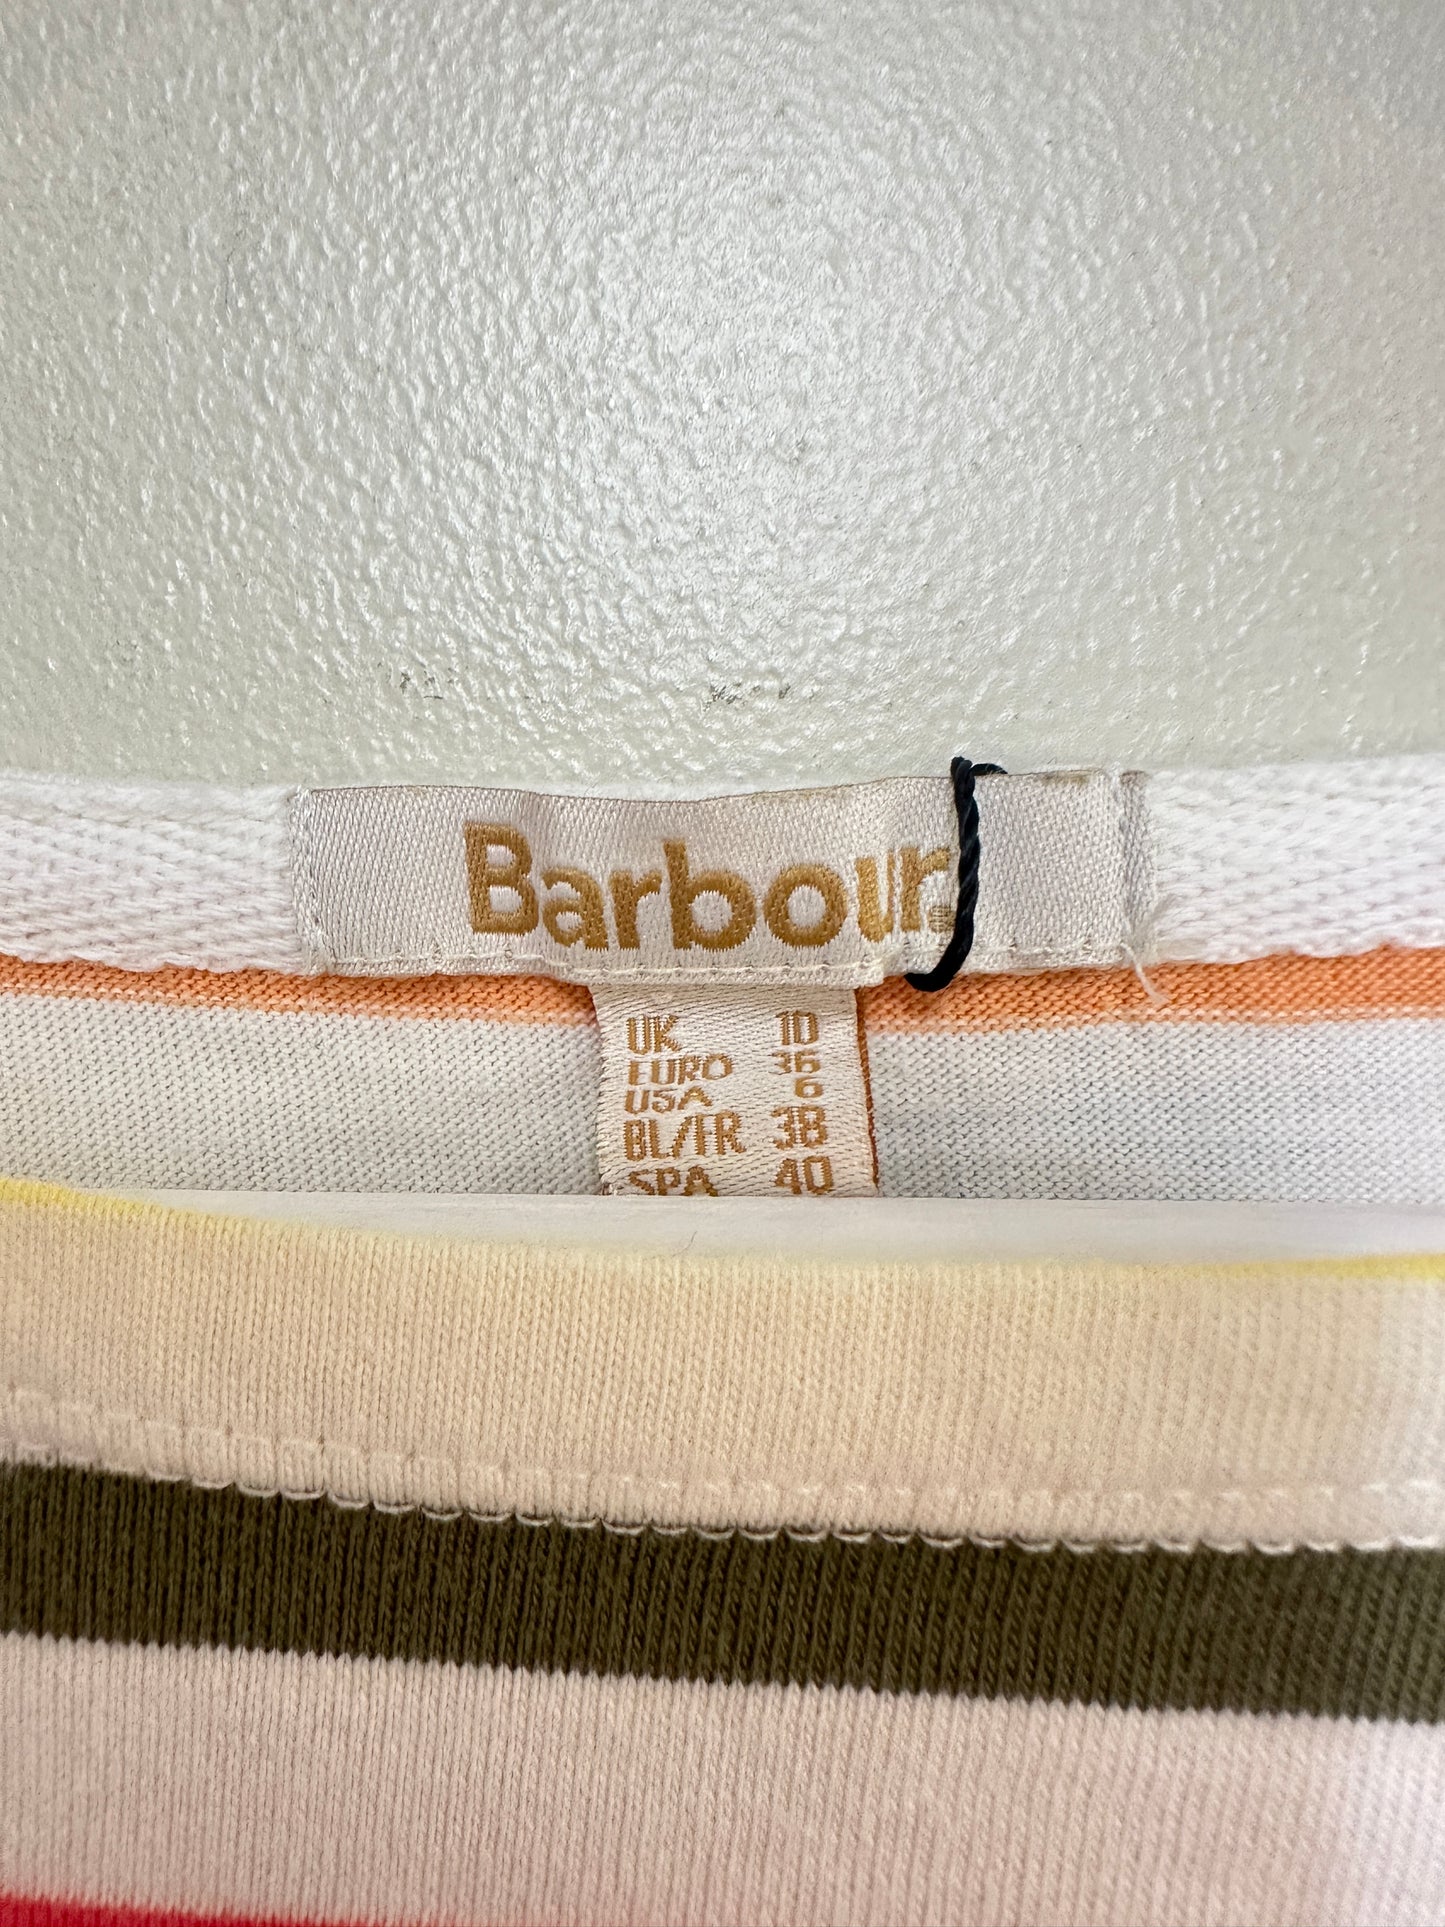 Barbour.
UK 10
EURO 36
USA 6
BL/FR 38
SPA 40